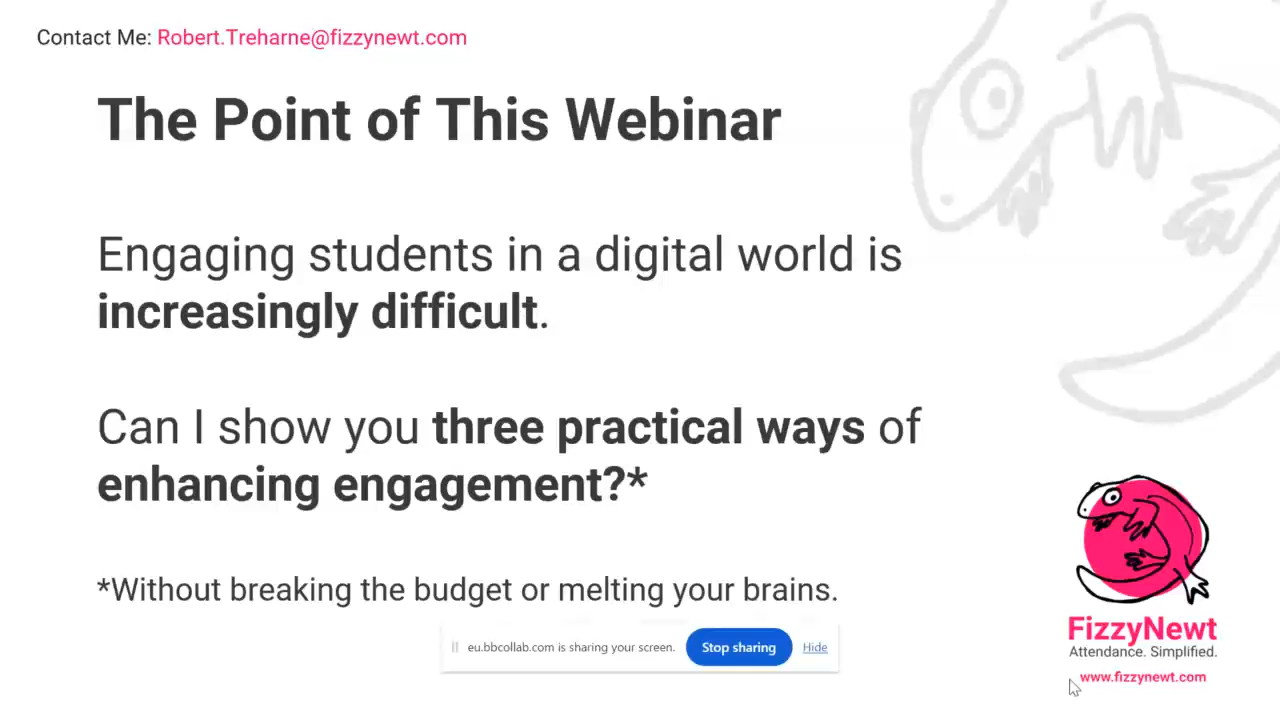 Contact Me: Robert.Treharne@fizzynewt.com
The Point of This Webinar
Engaging students in a digital world is
increasingly difficult.
Can I show you three practical ways of
enhancing engagement?*
*Without breaking the budget or melting your brains.
eu.bbcollab.com is sharing your screen. Stop sharing Hide
FizzyNewt
Attendance. Simplified.
www.fizzynewt.com